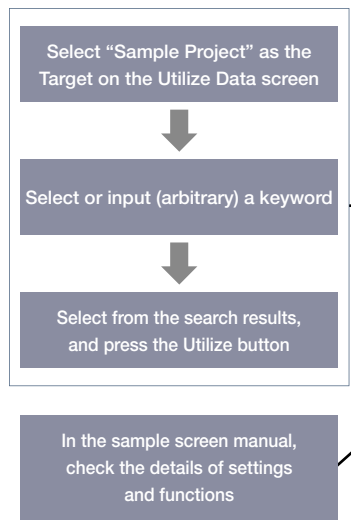 Select “Sample Project” as the
Target on the Utilize Data screen
Select or input (arbitrary) a keyword
Select from the search results,
and press the Utilize button
In the sample screen manual,
check the details of settings
and functions